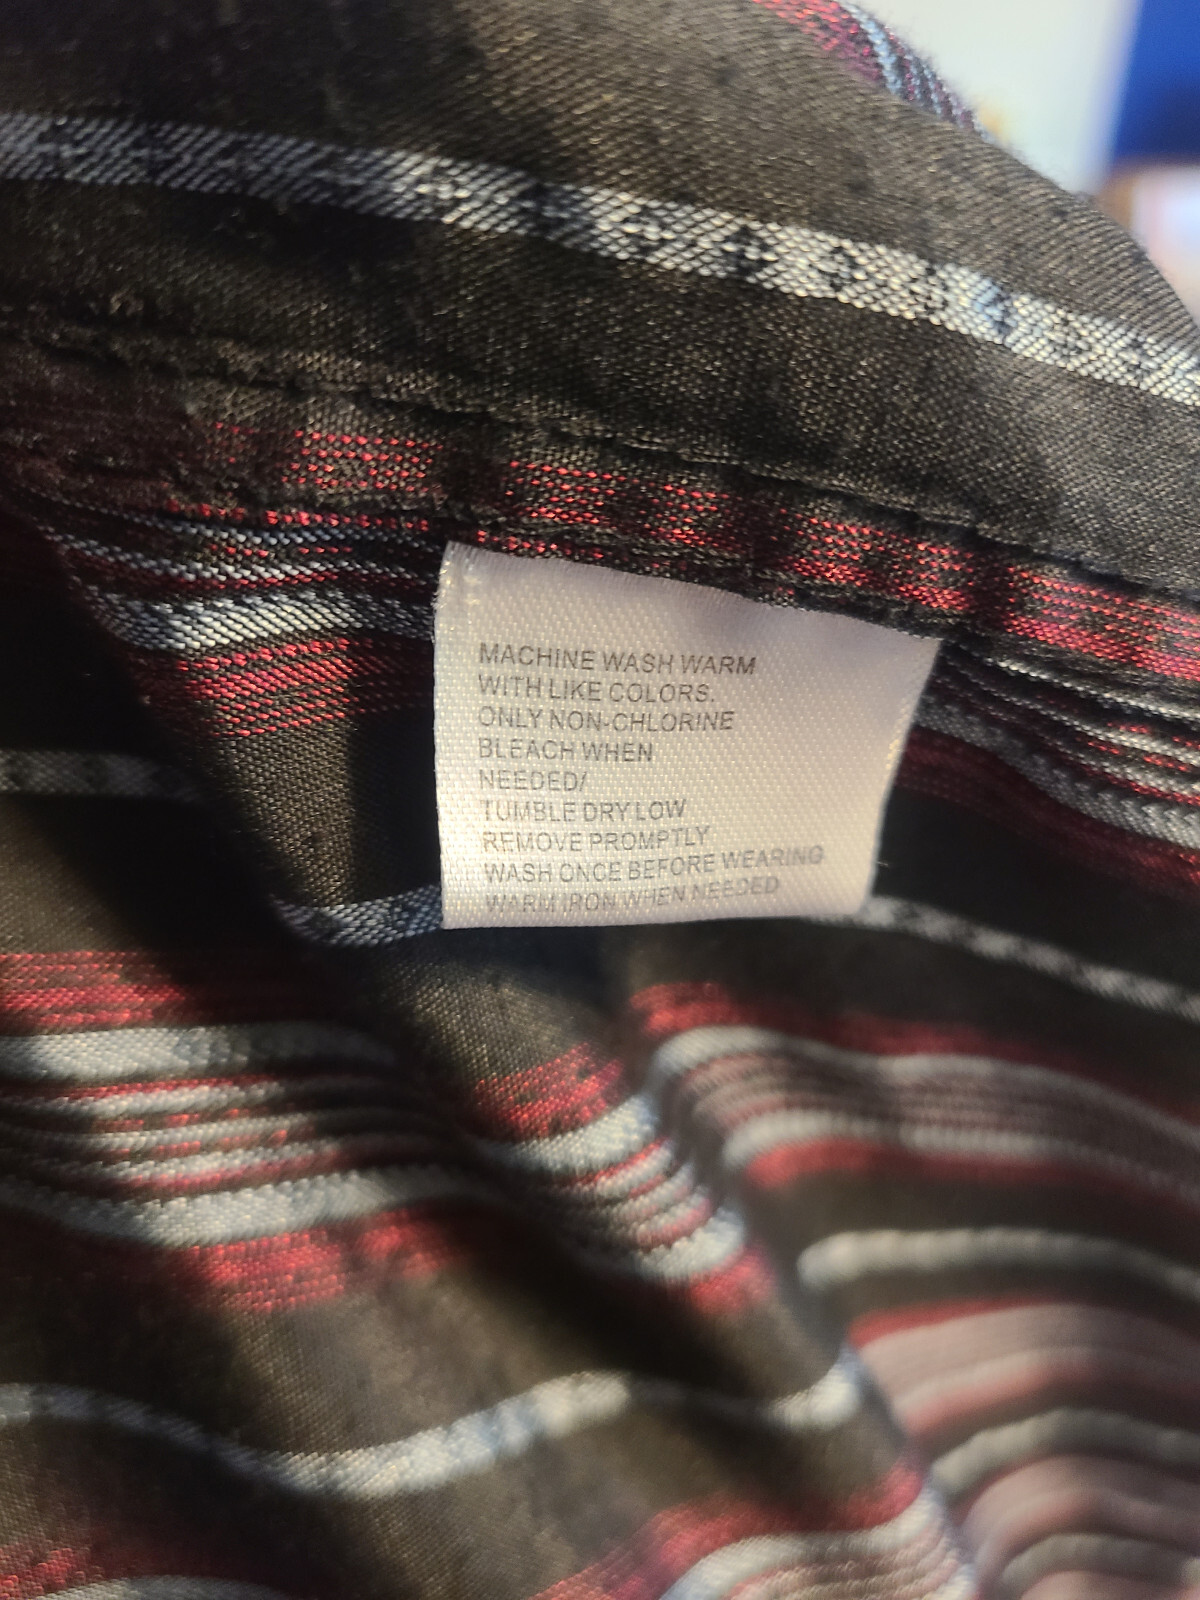 MACHINE WASH WARM
WITH LIKE COLORS.
ONLY NON-CHLORINE
BLEACH WHEN
NEEDED/
TUMBLE DRY LOW
REMOVE PROMPTLY
WASH ONCE BEFORE WEARING
WARM IRON WHEN NEEDED